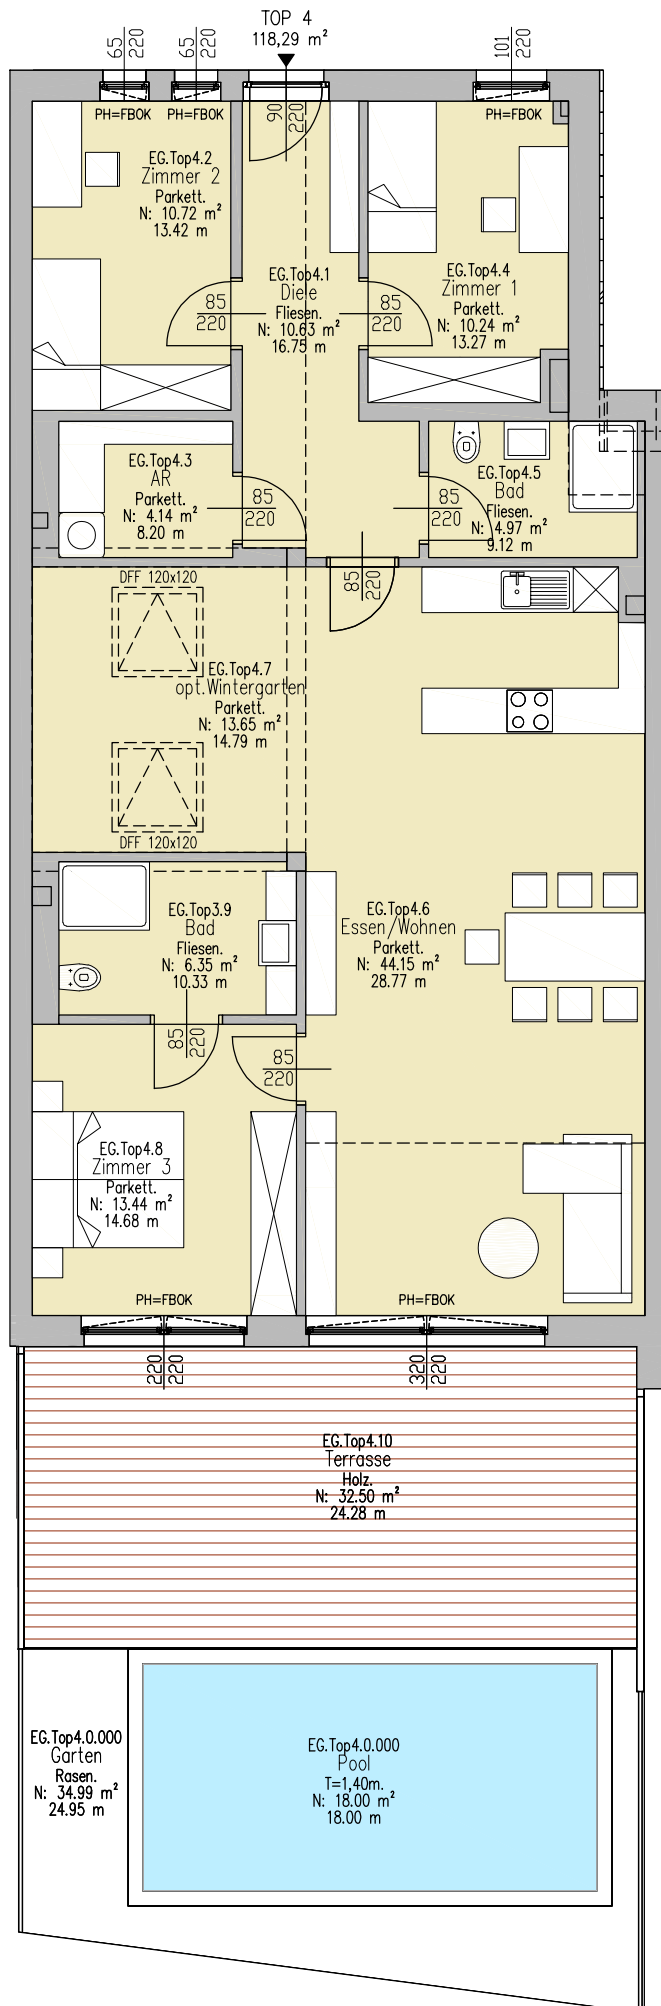 TOP 4
118,29 m²
65
220
65
220
101
220
90
220
PH=FBOK
PH=FBOK
PH=FBOK
EG.Top4.2
Zimmer 2
Parkett.
N: 10.72 m²
13.42 m
EG.Top4.1
Diele
Fliesen.
N: 10.63 m²
16.75 m
EG.Top4.4
Zimmer 1
Parkett.
N: 10.24 m²
13.27 m
85
220
85
220
EG.Top4.3
AR
Parkett.
N: 4.14 m²
8.20 m
85
220
85
220
EG.Top4.5
Bad
Fliesen.
N: 4.97 m²
9.12 m
85
220
DFF 120x120
EG.Top4.7
opt.Wintergarten
Parkett.
N: 13.65 m²
14.79 m
DFF 120x120
EG.Top3.9
Bad
Fliesen.
N: 6.35 m²
10.33 m
EG.Top4.6
Essen/Wohnen
Parkett.
N: 44.15 m²
28.77 m
85
220
85
220
EG.Top4.8
Zimmer 3
Parkett.
N: 13.44 m²
14.68 m
PH=FBOK
PH=FBOK
220
220
320
220
EG.Top4.10
Terrasse
Holz.
N: 32.50 m²
24.28 m
EG.Top4.0.000
Garten
Rasen.
N: 34.99 m²
24.95 m
EG.Top4.0.000
Pool
T=1,40m.
N: 18.00 m²
18.00 m